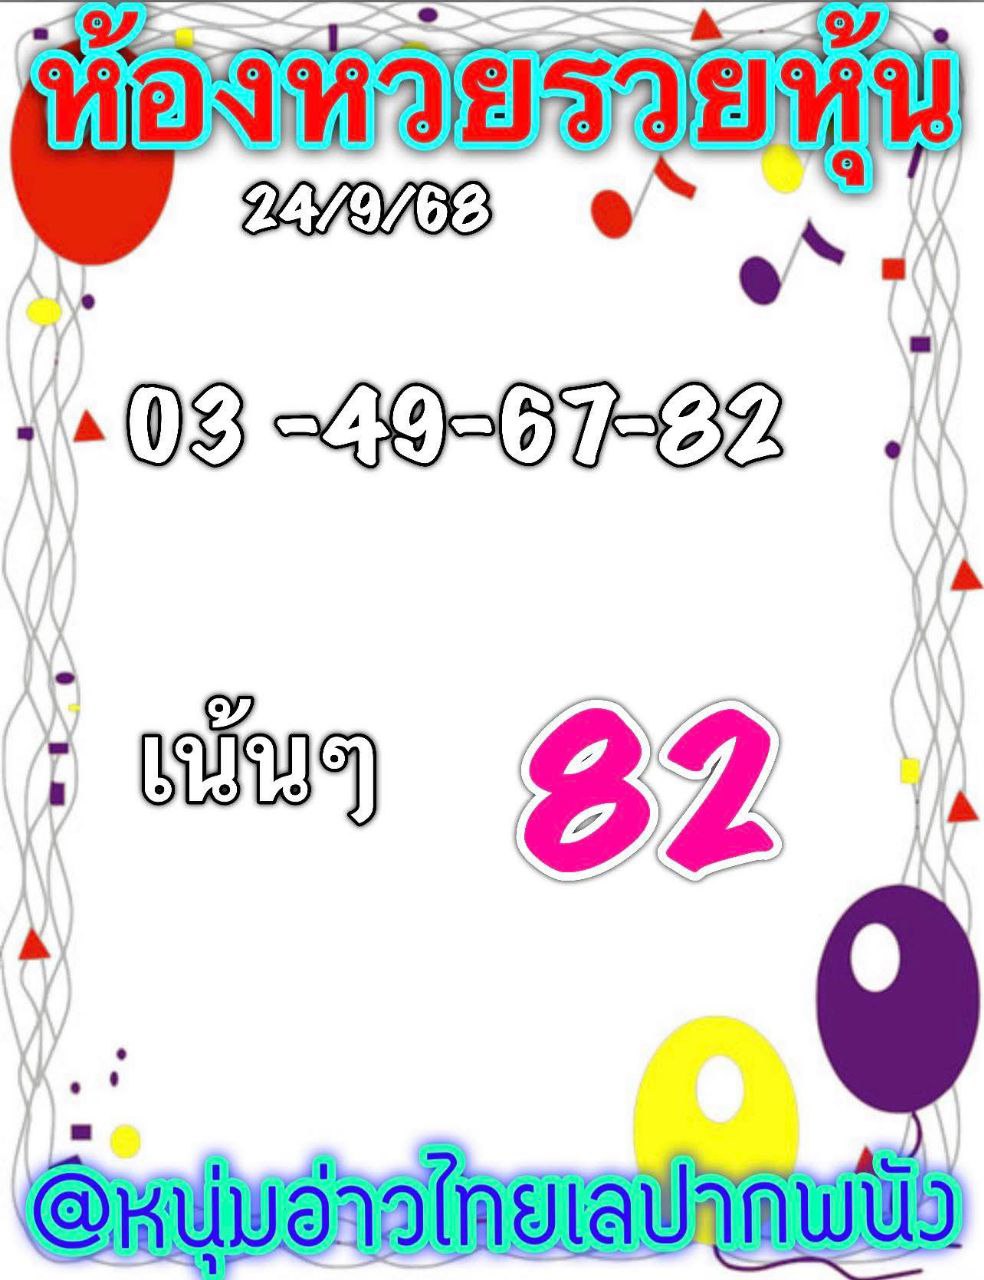 ห้องหวยรวยหุ้น
24/9/68
03 -49-67-82
เน้นๆ 82
@หนุ่มอ่าวไทยเลปากพนัง